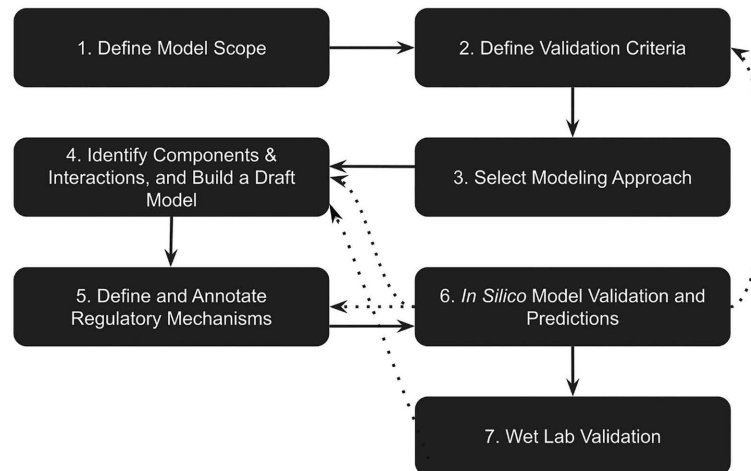 1. Define Model Scope
2. Define Validation Criteria
3. Select Modeling Approach
4. Identify Components &
Interactions, and Build a Draft
Model
5. Define and Annotate
Regulatory Mechanisms
6. In Silico Model Validation and
Predictions
7. Wet Lab Validation